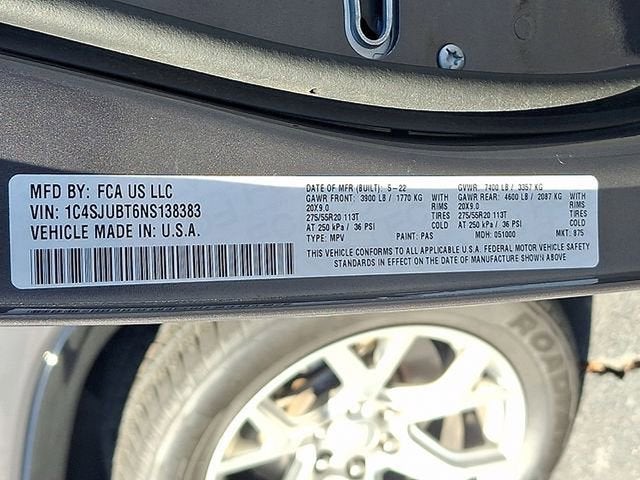 MFD BY: FCA US LLC
VIN: 1C4SJUBT6NS138383
VEHICLE MADE IN: U.S.A.
DATE OF MFR (BUILT): 5-22 GVWR: 7400 LB / 3357 KG
GAWR FRONT: 3900 LB / 1770 KG WITH GAWR REAR: 4600 LB / 2087 KG WITH
20X9.0 TIRES 20X9.0 TIRES
275/55R20 113T RIMS 275/55R20 113T RIMS
AT 250 kPa / 36 PSI AT 250 kPa / 36 PSI
TYPE: MPV PAINT: PAS MDH: 051000 MKT: 875
THIS VEHICLE CONFORMS TO ALL APPLICABLE U.S.A. FEDERAL MOTOR VEHICLE SAFETY
STANDARDS IN EFFECT ON THE DATE OF MANUFACTURE SHOWN ABOVE